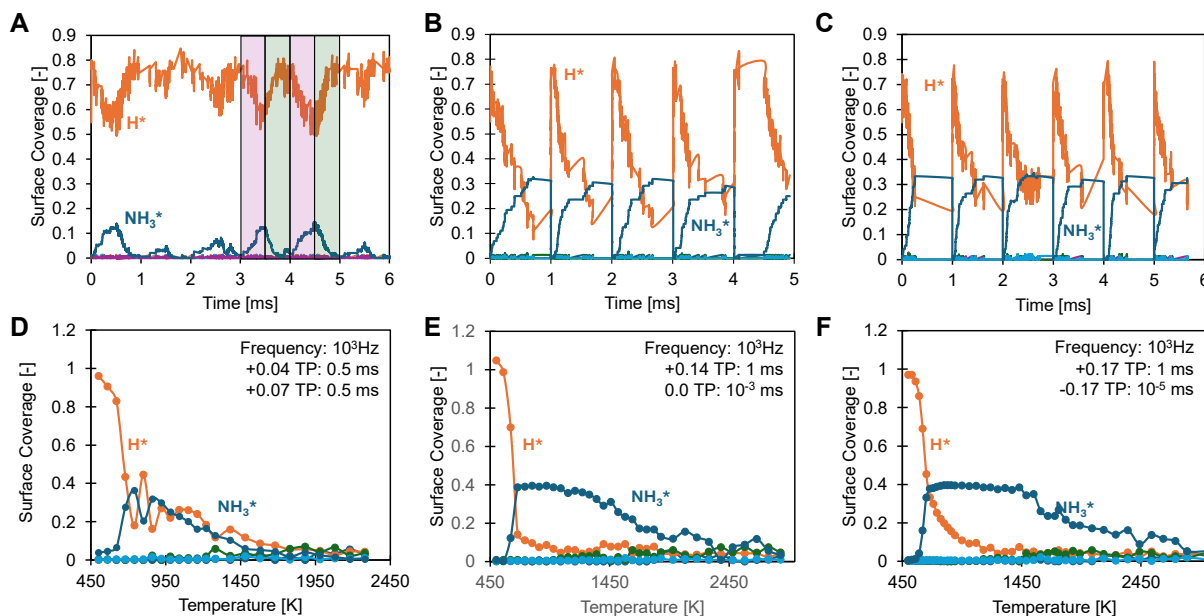 A
Surface Coverage [-]
0.9
0.8
0.7
0.6
0.5
0.4
0.3
0.2
0.1
0
H*
NH₃*
0 1 2 3 4 5 6
Time [ms]
B
Surface Coverage [-]
0.9
0.8
0.7
0.6
0.5
0.4
0.3
0.2
0.1
0
H*
NH₃*
0 1 2 3 4 5
Time [ms]
C
Surface Coverage [-]
0.9
0.8
0.7
0.6
0.5
0.4
0.3
0.2
0.1
0
H*
NH₃*
0 1 2 3 4 5 6
Time [ms]
D
Surface Coverage [-]
1.2
1
0.8
0.6
0.4
0.2
0
Frequency: 10³Hz
+0.04 TP: 0.5 ms
+0.07 TP: 0.5 ms
H*
NH₃*
450 950 1450 1950 2450
Temperature [K]
E
Surface Coverage [-]
1.2
1
0.8
0.6
0.4
0.2
0
Frequency: 10³Hz
+0.14 TP: 1 ms
0.0 TP: 10⁻³ ms
H*
NH₃*
450 1450 2450
Temperature [K]
F
Surface Coverage [-]
1.2
1
0.8
0.6
0.4
0.2
0
Frequency: 10³Hz
+0.17 TP: 1 ms
-0.17 TP: 10⁻⁵ ms
H*
NH₃*
450 1450 2450
Temperature [K]